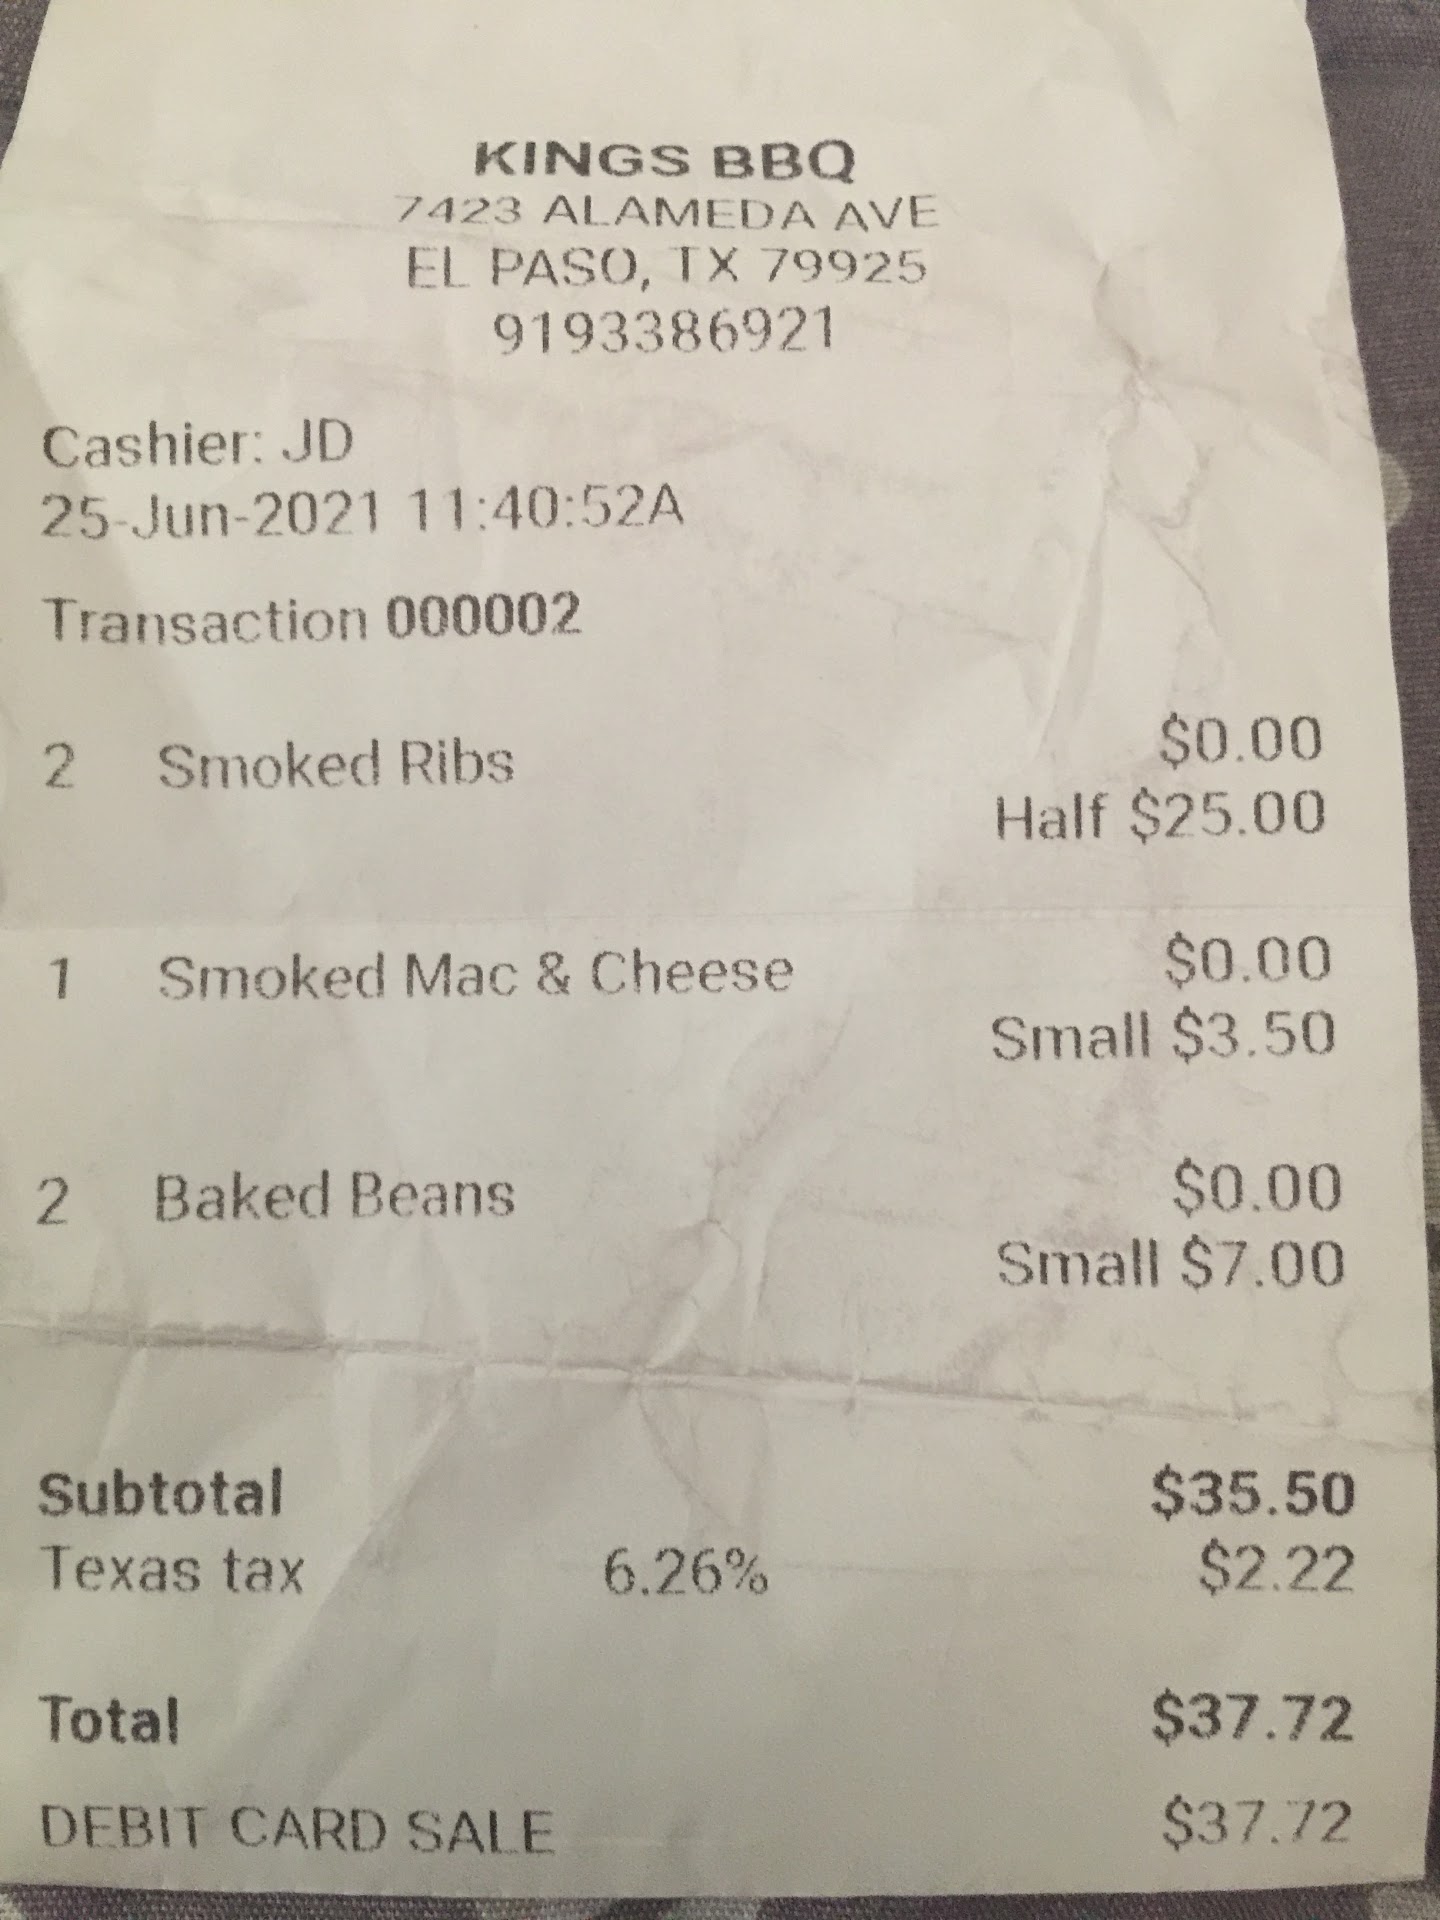 KINGS BBQ
7423 ALAMEDA AVE
EL PASO, TX 79925
9193386921
Cashier: JD
25-Jun-2021 11:40:52A
Transaction 000002
2 Smoked Ribs $0.00
Half $25.00
1 Smoked Mac & Cheese $0.00
Small $3.50
2 Baked Beans $0.00
Small $7.00
Subtotal $35.50
Texas tax 6.26% $2.22
Total $37.72
DEBIT CARD SALE $37.72